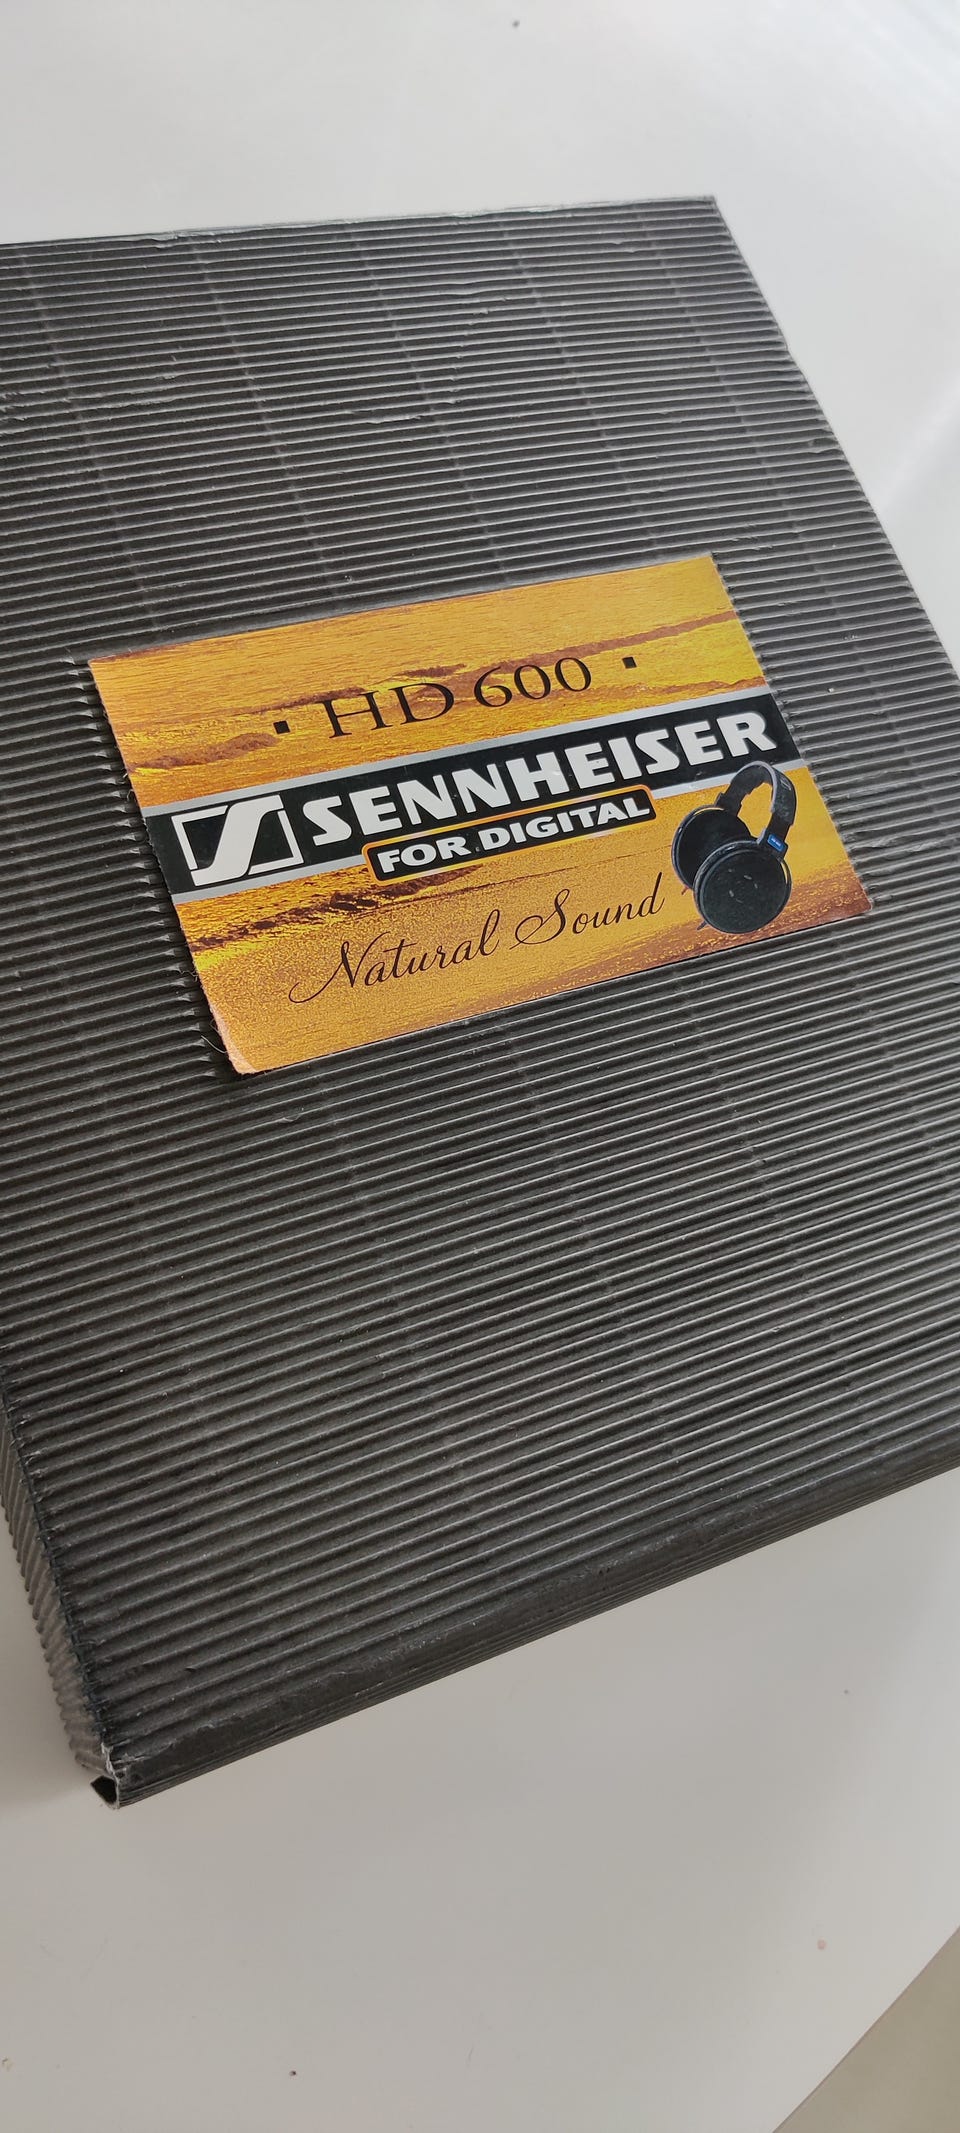 ▪ HD 600 ▪
SENNHEISER
FOR DIGITAL
Natural Sound